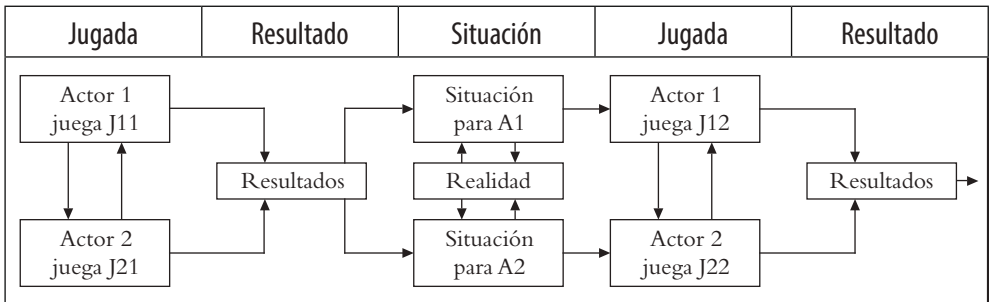 Jugada
Resultado
Situación
Jugada
Resultado
Actor 1
juega J11
Actor 2
juega J21
Resultados
Situación
para A1
Realidad
Situación
para A2
Actor 1
juega J12
Actor 2
juega J22
Resultados